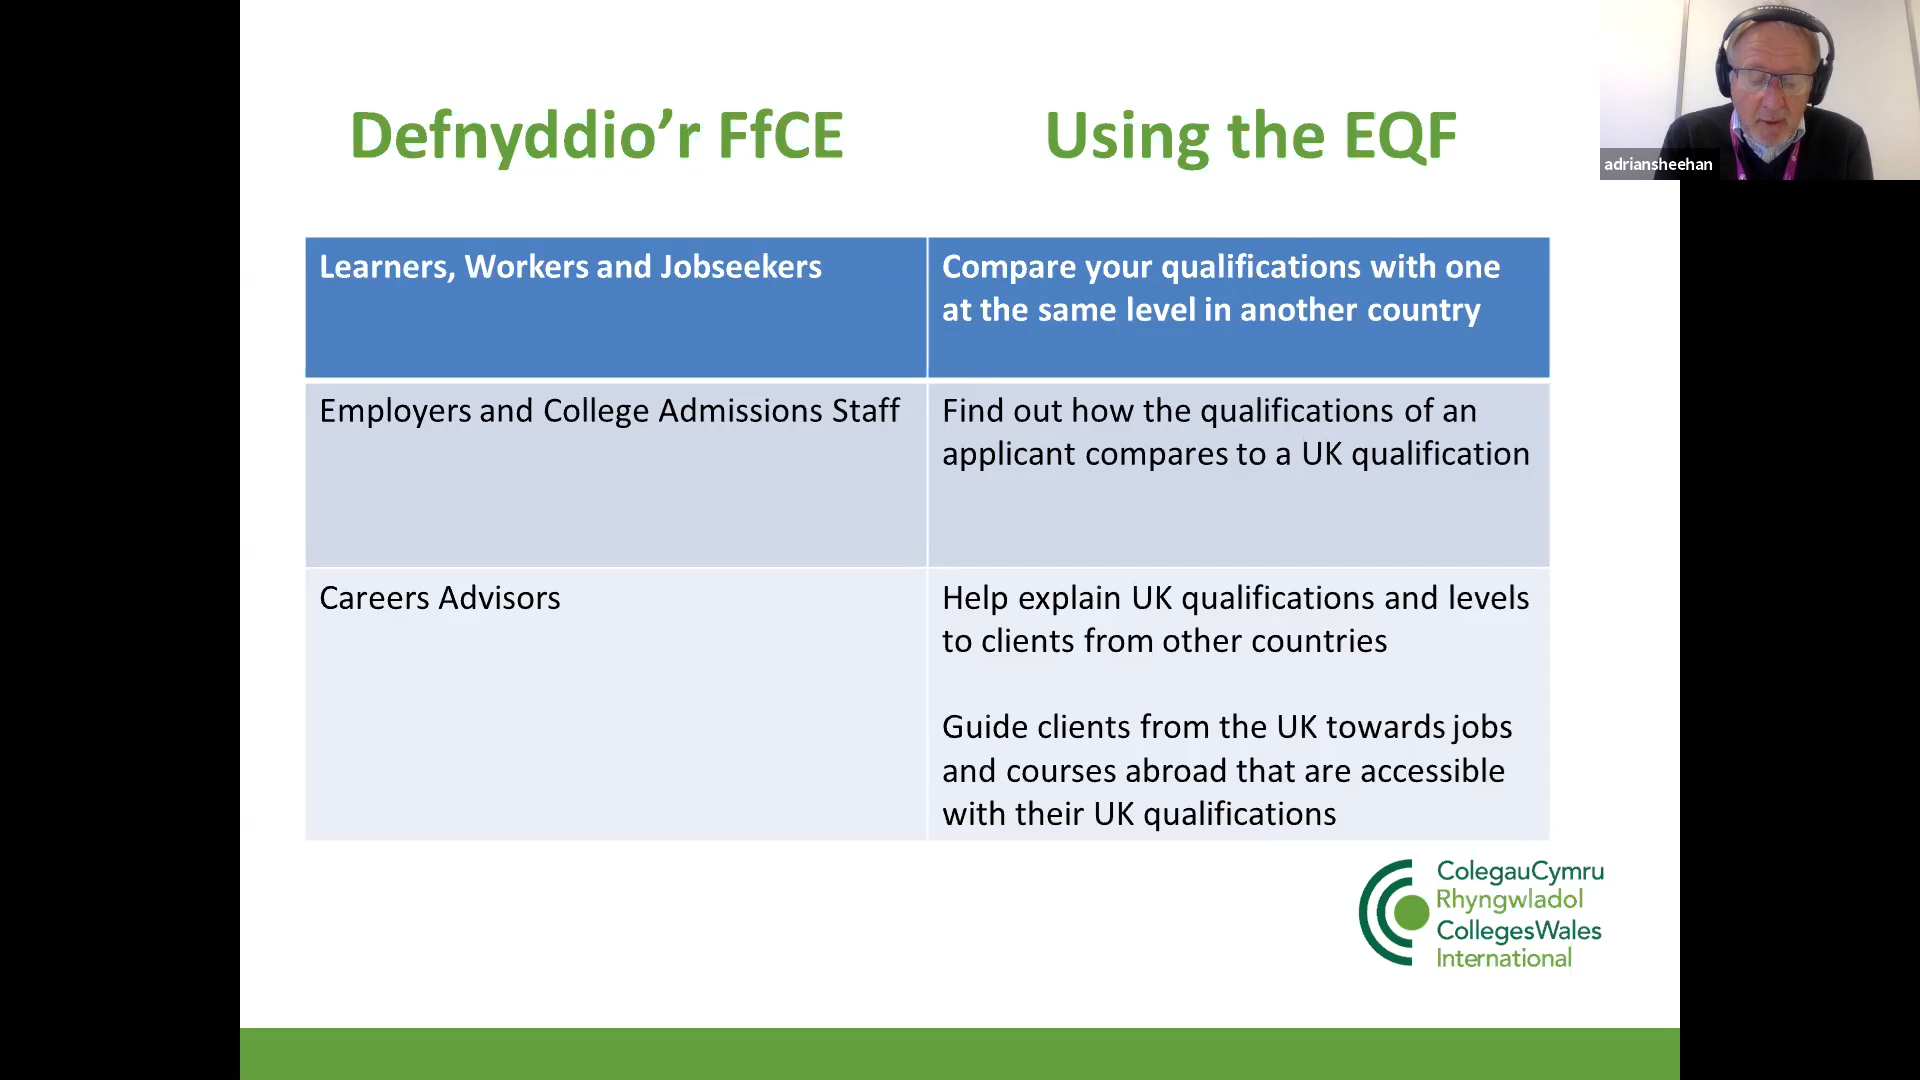 Defnyddio’r FfCE
Using the EQF
adriansheehan
Learners, Workers and Jobseekers
Compare your qualifications with one
at the same level in another country
Employers and College Admissions Staff
Find out how the qualifications of an
applicant compares to a UK qualification
Careers Advisors
Help explain UK qualifications and levels
to clients from other countries
Guide clients from the UK towards jobs
and courses abroad that are accessible
with their UK qualifications
ColegauCymru
Rhyngwladol
CollegesWales
International